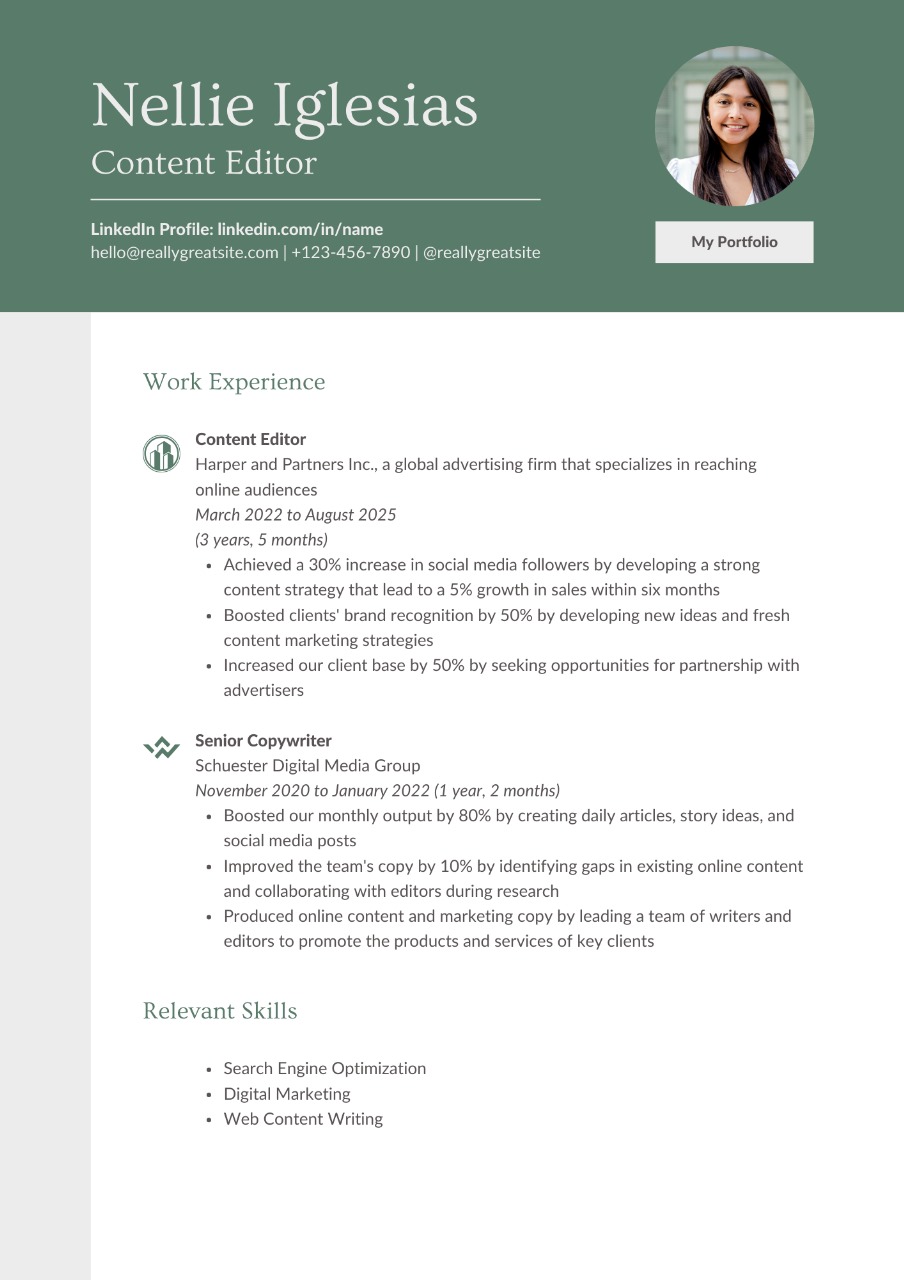 Nellie Iglesias
Content Editor
LinkedIn Profile: linkedin.com/in/name
hello@reallygreatsite.com | +123-456-7890 | @reallygreatsite
My Portfolio
Work Experience
Content Editor
Harper and Partners Inc., a global advertising firm that specializes in reaching
online audiences
March 2022 to August 2025
(3 years, 5 months)
• Achieved a 30% increase in social media followers by developing a strong
content strategy that lead to a 5% growth in sales within six months
• Boosted clients' brand recognition by 50% by developing new ideas and fresh
content marketing strategies
• Increased our client base by 50% by seeking opportunities for partnership with
advertisers
Senior Copywriter
Schuester Digital Media Group
November 2020 to January 2022 (1 year, 2 months)
• Boosted our monthly output by 80% by creating daily articles, story ideas, and
social media posts
• Improved the team's copy by 10% by identifying gaps in existing online content
and collaborating with editors during research
• Produced online content and marketing copy by leading a team of writers and
editors to promote the products and services of key clients
Relevant Skills
• Search Engine Optimization
• Digital Marketing
• Web Content Writing